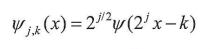 ψ_{j,k}(x) = 2^{j/2} ψ(2^j x − k)